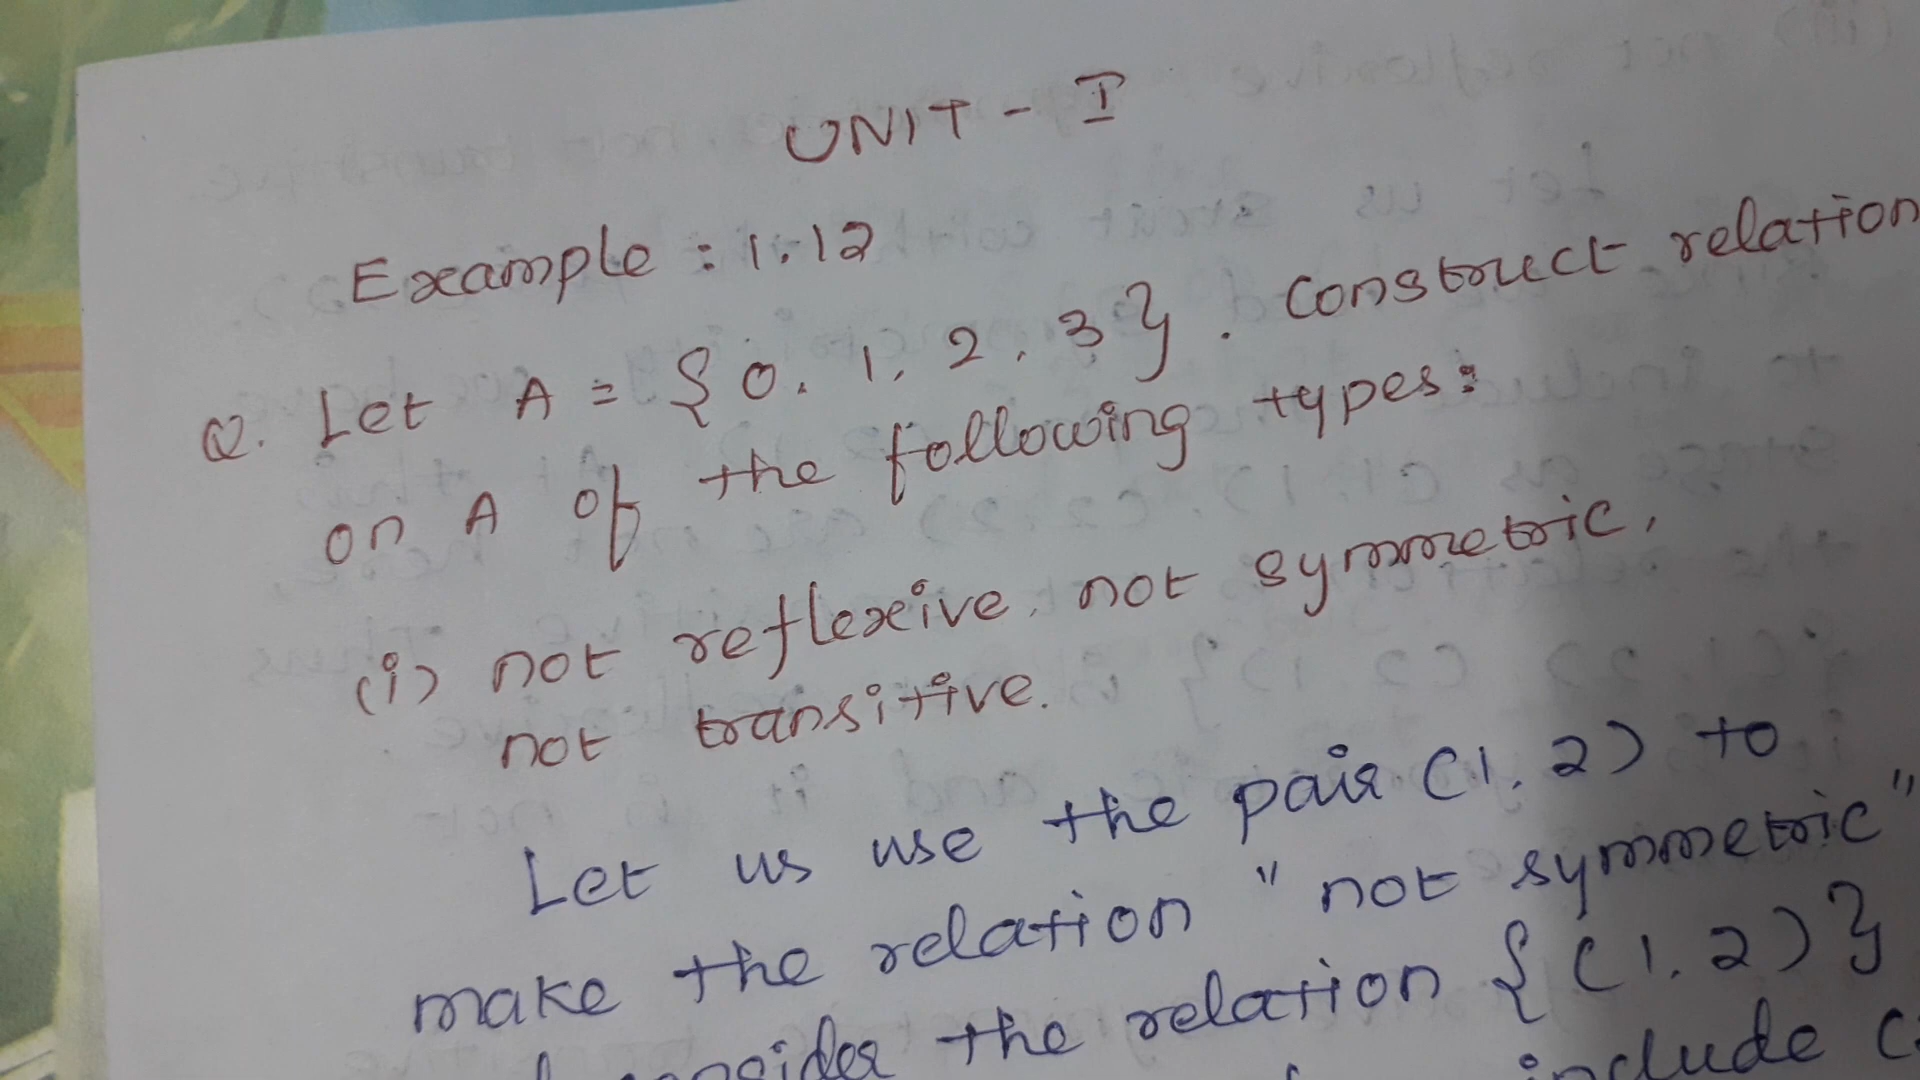 UNIT - I
Example : 1.12
Q. Let A = {0, 1, 2, 3}. Construct relation
on A of the following types:
(i) not reflexive, not symmetric,
not transitive.
Let us use the pair (1, 2) to
make the relation "not symmetric"
consider the relation {(1, 2)}
include